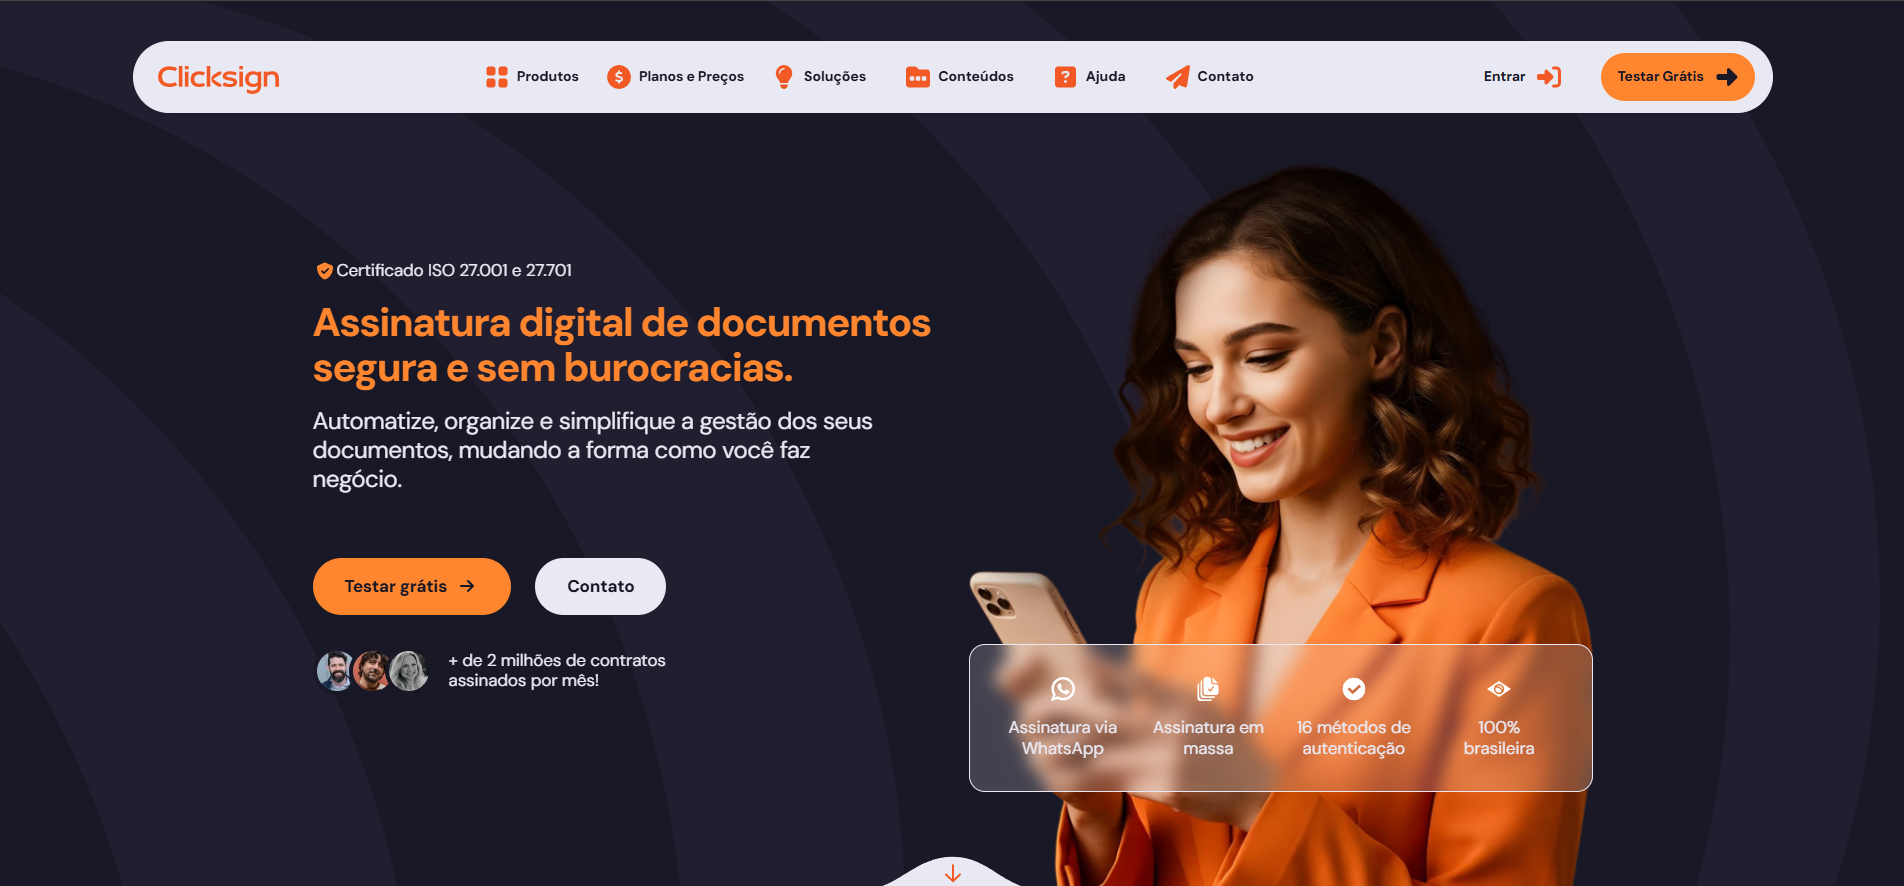 Clicksign
Produtos
Planos e Preços
Soluções
Conteúdos
Ajuda
Contato
Entrar
Testar Grátis
Certificado ISO 27.001 e 27.701
Assinatura digital de documentos
segura e sem burocracias.
Automatize, organize e simplifique a gestão dos seus
documentos, mudando a forma como você faz
negócio.
Testar grátis
Contato
+ de 2 milhões de contratos
assinados por mês!
Assinatura via
WhatsApp
Assinatura em
massa
16 métodos de
autenticação
100%
brasileira